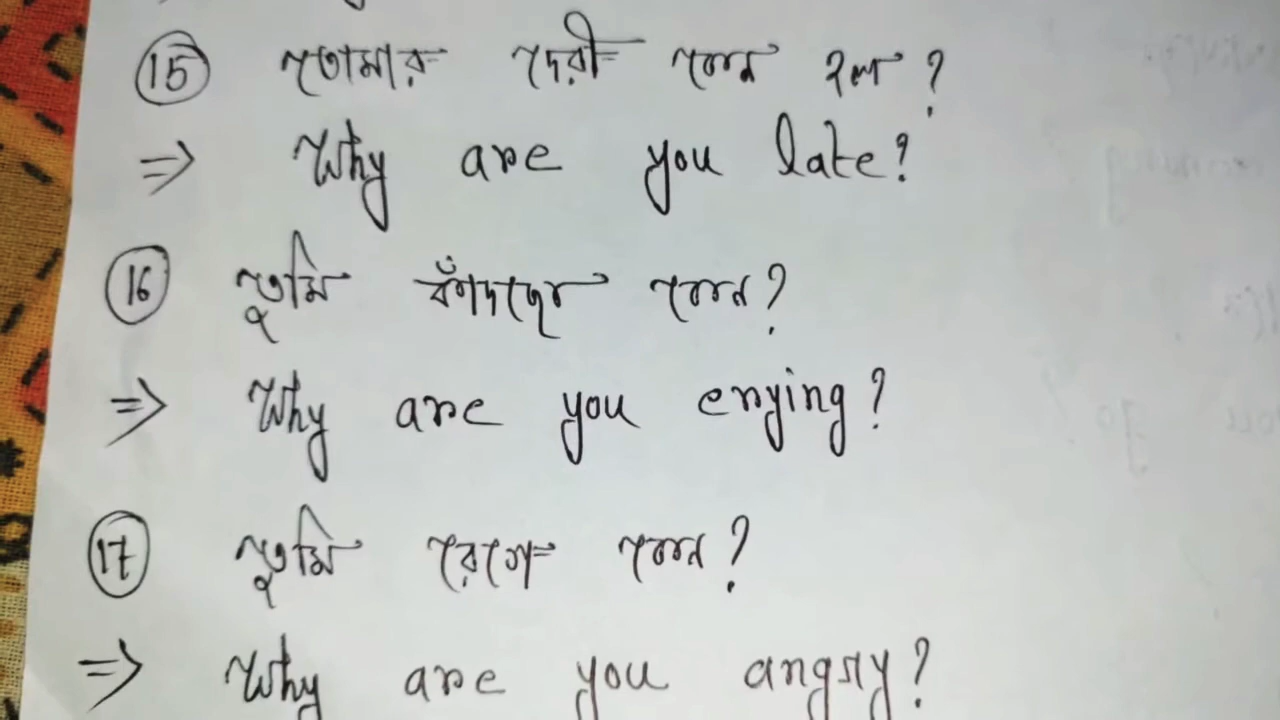 15 তোমার দেরী কেন হল ?
⇒ Why are you late?
16 তুমি কাঁদছো কেন?
⇒ Why are you crying?
17 তুমি রেগে কেন?
⇒ Why are you angry?